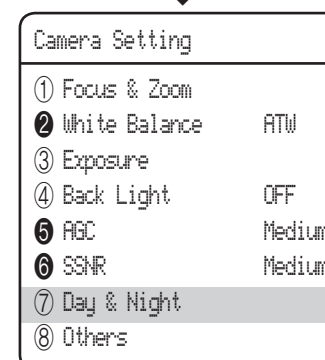 Camera Setting
① Focus & Zoom
❷ White Balance ATW
③ Exposure
④ Back Light OFF
❺ AGC Medium
❻ SSNR Medium
⑦ Day & Night
⑧ Others